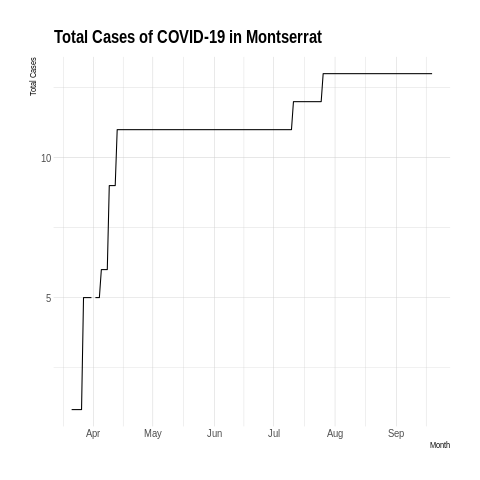 Total Cases of COVID-19 in Montserrat
Total Cases
10
5
Apr May Jun Jul Aug Sep
Month